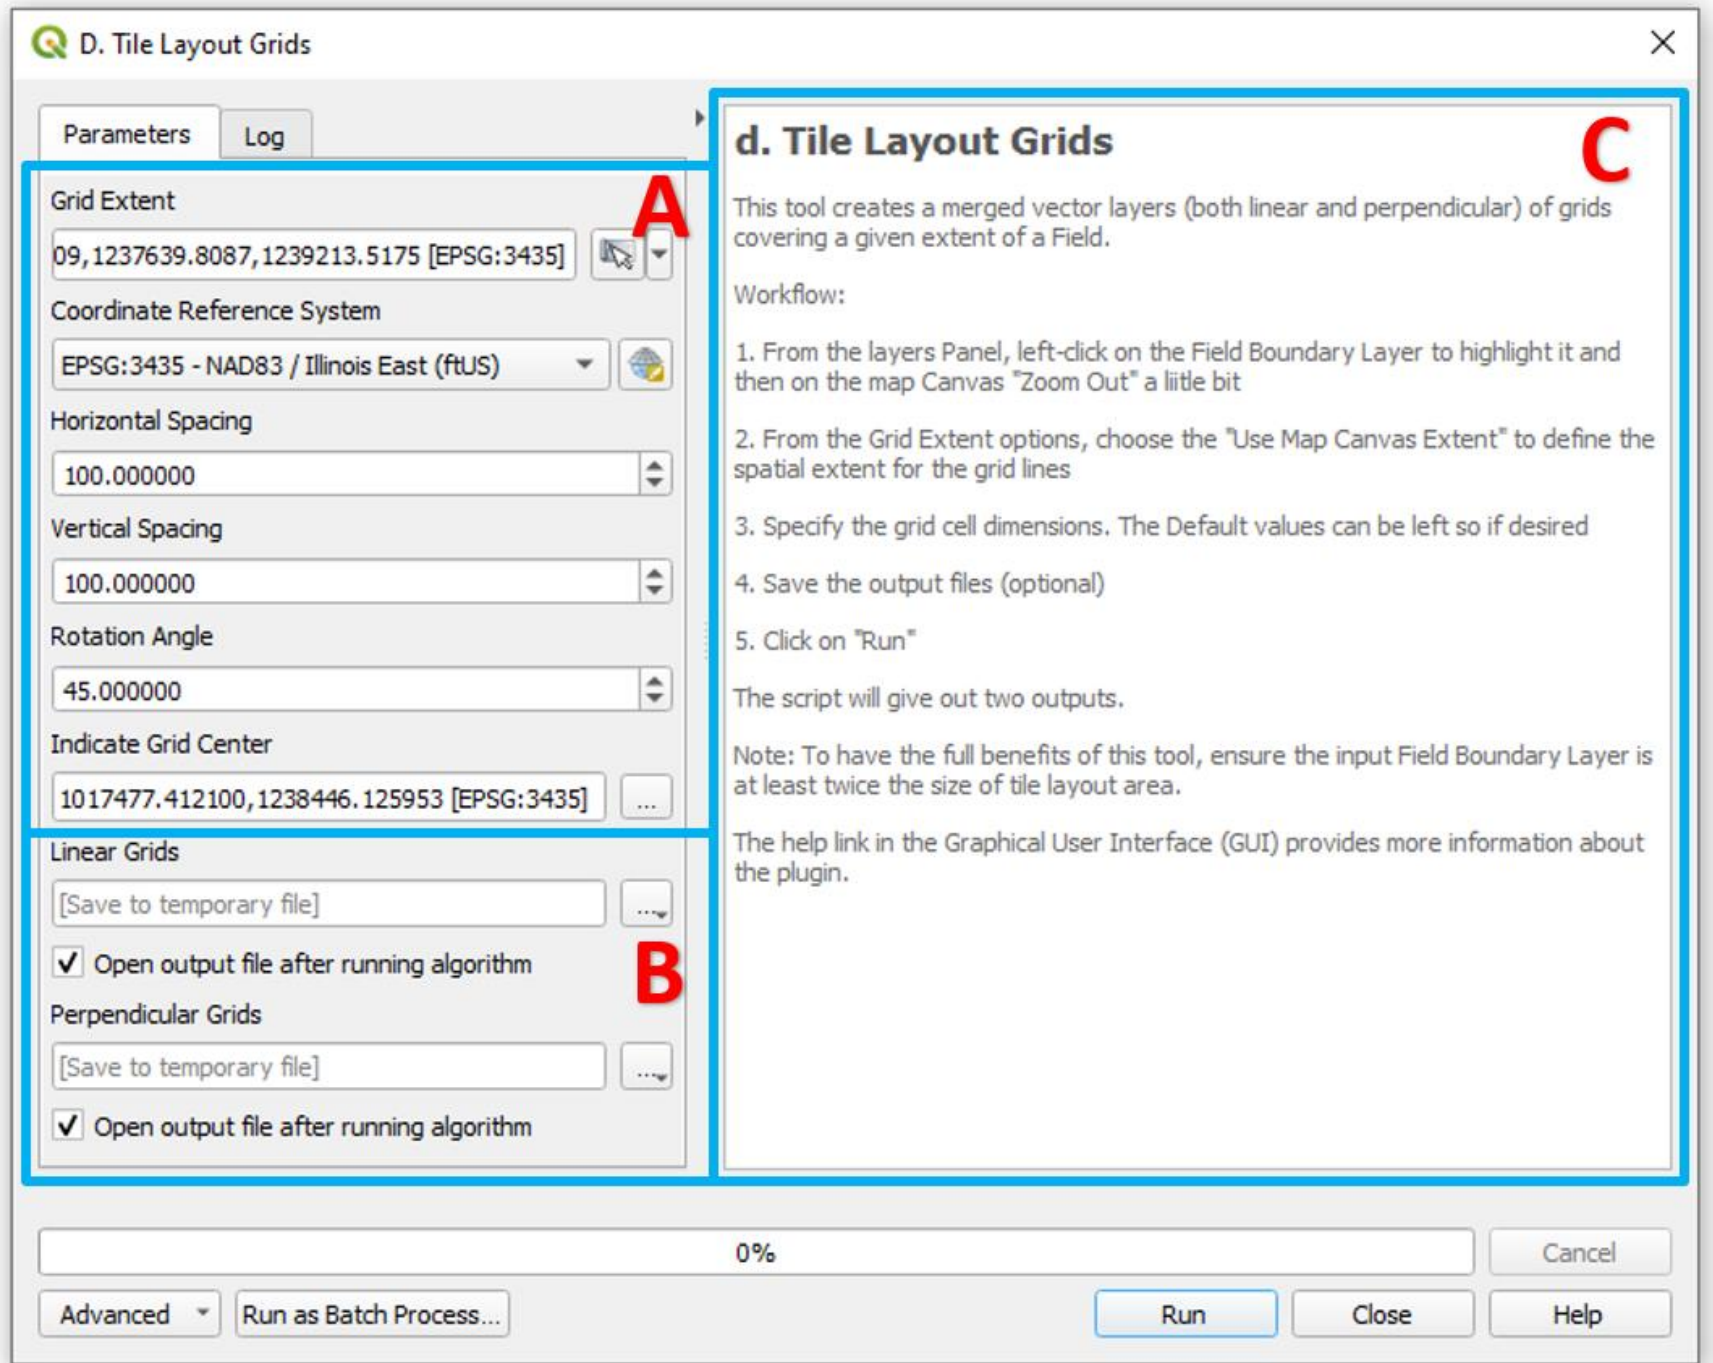 D. Tile Layout Grids
Parameters
Log
A
Grid Extent
09,1237639.8087,1239213.5175 [EPSG:3435]
Coordinate Reference System
EPSG:3435 - NAD83 / Illinois East (ftUS)
Horizontal Spacing
100.000000
Vertical Spacing
100.000000
Rotation Angle
45.000000
Indicate Grid Center
1017477.412100,1238446.125953 [EPSG:3435]
...
Linear Grids
[Save to temporary file]
...
Open output file after running algorithm
B
Perpendicular Grids
[Save to temporary file]
...
Open output file after running algorithm
C
d. Tile Layout Grids
This tool creates a merged vector layers (both linear and perpendicular) of grids
covering a given extent of a Field.
Workflow:
1. From the layers Panel, left-click on the Field Boundary Layer to highlight it and
then on the map Canvas "Zoom Out" a liitle bit
2. From the Grid Extent options, choose the "Use Map Canvas Extent" to define the
spatial extent for the grid lines
3. Specify the grid cell dimensions. The Default values can be left so if desired
4. Save the output files (optional)
5. Click on "Run"
The script will give out two outputs.
Note: To have the full benefits of this tool, ensure the input Field Boundary Layer is
at least twice the size of tile layout area.
The help link in the Graphical User Interface (GUI) provides more information about
the plugin.
0%
Cancel
Advanced
Run as Batch Process...
Run
Close
Help